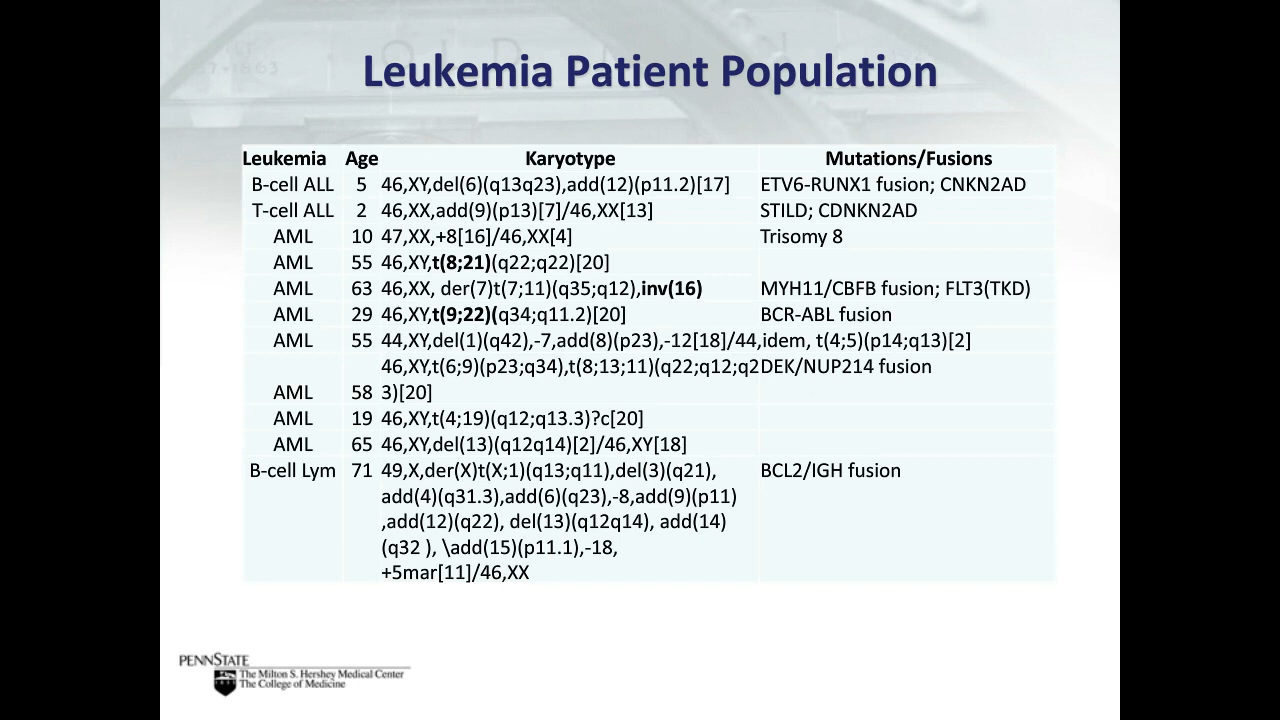 Leukemia Patient Population
Leukemia Age Karyotype Mutations/Fusions
B-cell ALL 5 46,XY,del(6)(q13q23),add(12)(p11.2)[17] ETV6-RUNX1 fusion; CNKN2AD
T-cell ALL 2 46,XX,add(9)(p13)[7]/46,XX[13] STILD; CDNKN2AD
AML 10 47,XX,+8[16]/46,XX[4] Trisomy 8
AML 55 46,XY,t(8;21)(q22;q22)[20]
AML 63 46,XX, der(7)t(7;11)(q35;q12),inv(16) MYH11/CBFB fusion; FLT3(TKD)
AML 29 46,XY,t(9;22)(q34;q11.2)[20] BCR-ABL fusion
AML 55 44,XY,del(1)(q42),-7,add(8)(p23),-12[18]/44,idem, t(4;5)(p14;q13)[2]
46,XY,t(6;9)(p23;q34),t(8;13;11)(q22;q12;q2 DEK/NUP214 fusion
AML 58 3)[20]
AML 19 46,XY,t(4;19)(q12;q13.3)?c[20]
AML 65 46,XY,del(13)(q12q14)[2]/46,XY[18]
B-cell Lym 71 49,X,der(X)t(X;1)(q13;q11),del(3)(q21), BCL2/IGH fusion
add(4)(q31.3),add(6)(q23),-8,add(9)(p11)
,add(12)(q22), del(13)(q12q14), add(14)
(q32 ), \add(15)(p11.1),-18,
+5mar[11]/46,XX
PENNSTATE
The Milton S. Hershey Medical Center
The College of Medicine